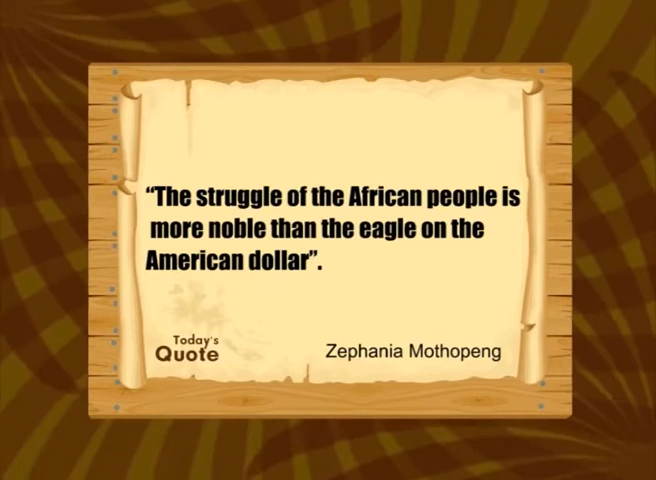 “The struggle of the African people is
more noble than the eagle on the
American dollar”.
Today's
Quote
Zephania Mothopeng